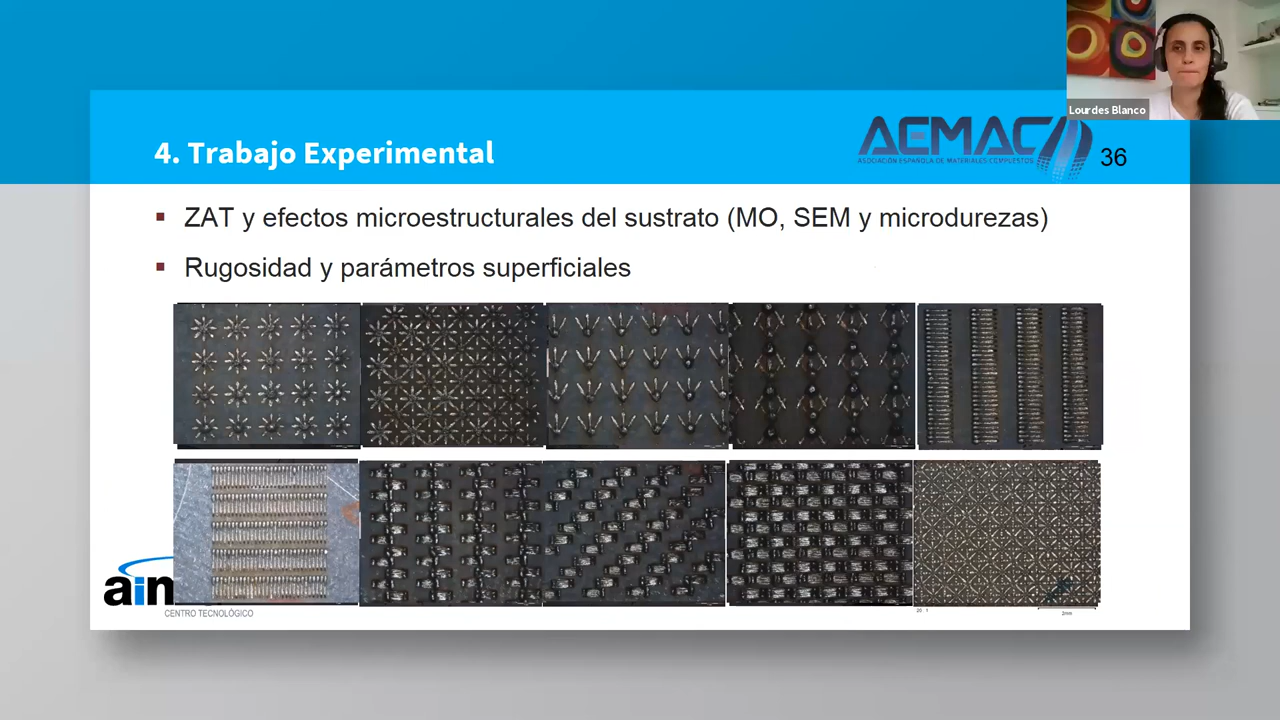 Lourdes Blanco
4. Trabajo Experimental
AEMAC
ASOCIACIÓN ESPAÑOLA DE MATERIALES COMPUESTOS
36
▪ ZAT y efectos microestructurales del sustrato (MO, SEM y microdurezas)
▪ Rugosidad y parámetros superficiales
ain
CENTRO TECNOLÓGICO
2mm